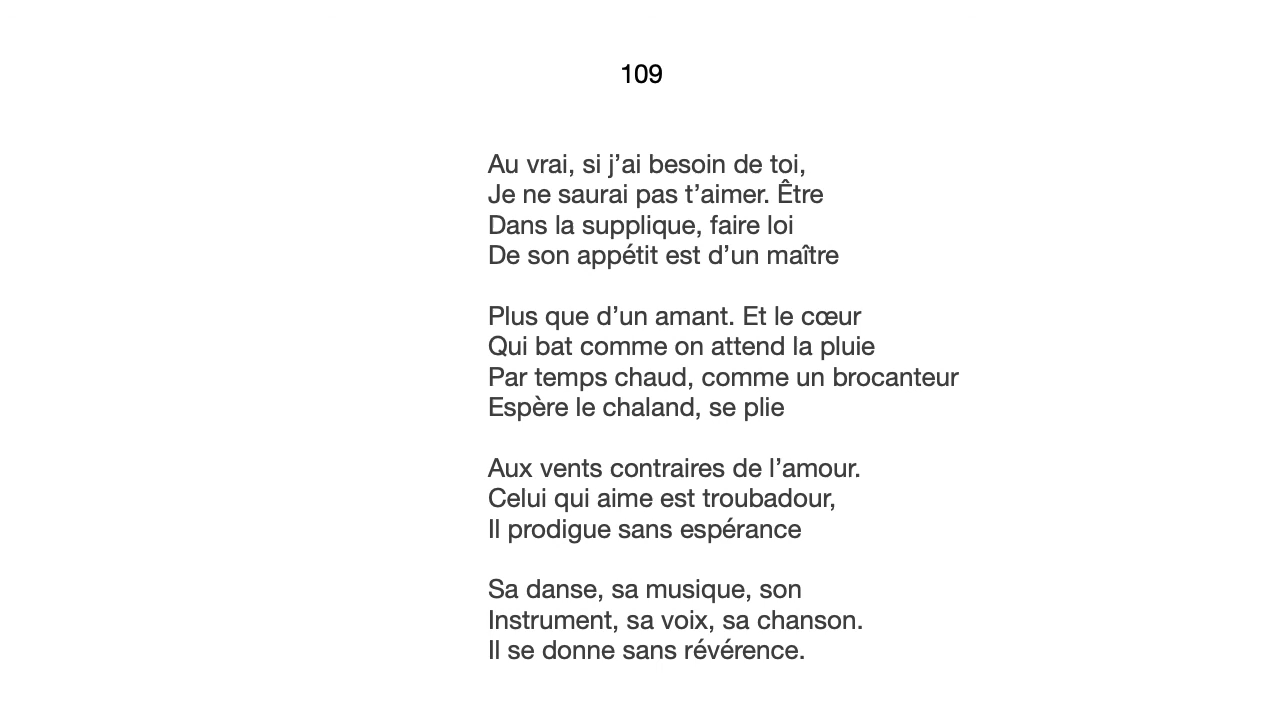 109
Au vrai, si j’ai besoin de toi,
Je ne saurai pas t’aimer. Être
Dans la supplique, faire loi
De son appétit est d’un maître
Plus que d’un amant. Et le cœur
Qui bat comme on attend la pluie
Par temps chaud, comme un brocanteur
Espère le chaland, se plie
Aux vents contraires de l’amour.
Celui qui aime est troubadour,
Il prodigue sans espérance
Sa danse, sa musique, son
Instrument, sa voix, sa chanson.
Il se donne sans révérence.